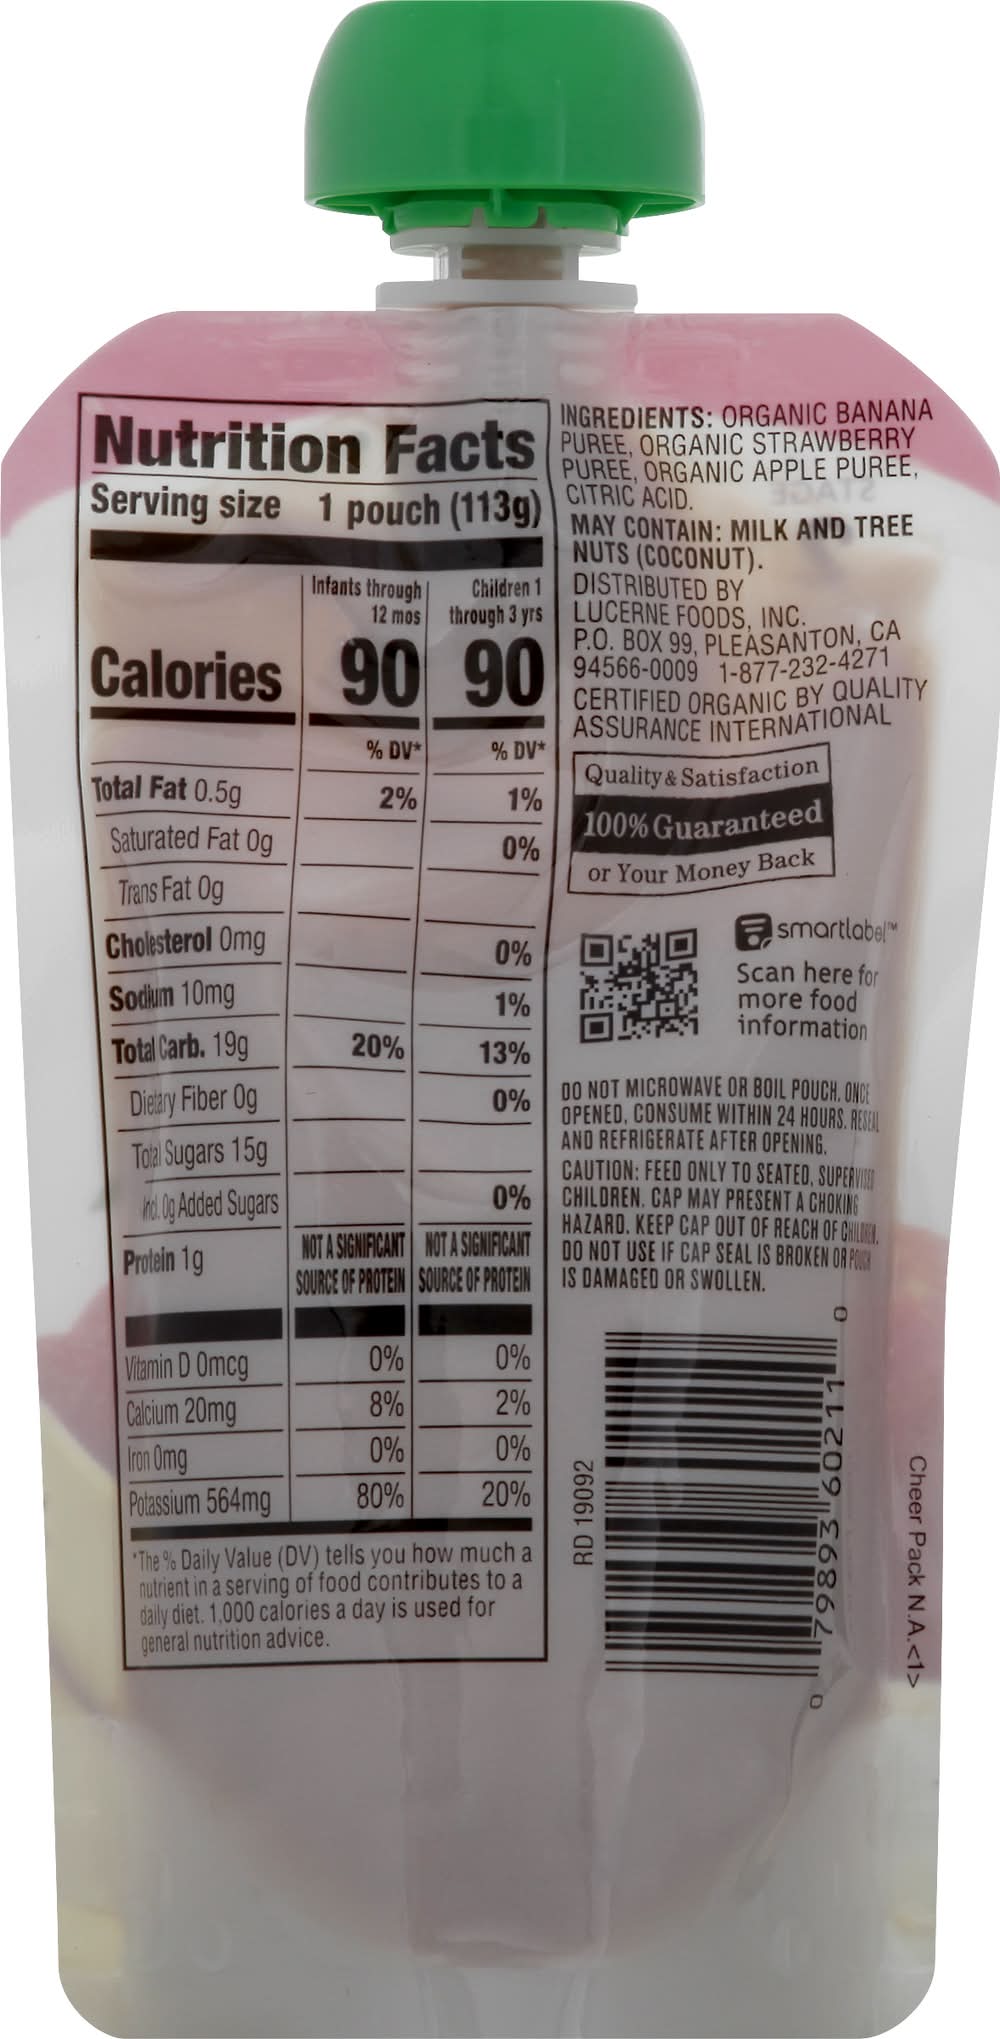 Nutrition Facts
Serving size 1 pouch (113g)
Infants through 12 mos
Children 1 through 3 yrs
Calories 90 90
% DV* % DV*
Total Fat 0.5g 2% 1%
Saturated Fat 0g 0%
Trans Fat 0g
Cholesterol 0mg 0%
Sodium 10mg 1%
Total Carb. 19g 20% 13%
Dietary Fiber 0g 0%
Total Sugars 15g
Incl. 0g Added Sugars 0%
Protein 1g NOT A SIGNIFICANT SOURCE OF PROTEIN NOT A SIGNIFICANT SOURCE OF PROTEIN
Vitamin D 0mcg 0% 0%
Calcium 20mg 8% 2%
Iron 0mg 0% 0%
Potassium 564mg 80% 20%
*The % Daily Value (DV) tells you how much a
nutrient in a serving of food contributes to a
daily diet. 1,000 calories a day is used for
general nutrition advice.
INGREDIENTS: ORGANIC BANANA
PUREE, ORGANIC STRAWBERRY
PUREE, ORGANIC APPLE PUREE,
CITRIC ACID.
MAY CONTAIN: MILK AND TREE
NUTS (COCONUT).
DISTRIBUTED BY
LUCERNE FOODS, INC.
P.O. BOX 99, PLEASANTON, CA
94566-0009 1-877-232-4271
CERTIFIED ORGANIC BY QUALITY
ASSURANCE INTERNATIONAL
Quality & Satisfaction
100% Guaranteed
or Your Money Back
smartlabel™
Scan here for
more food
information
DO NOT MICROWAVE OR BOIL POUCH. ONCE
OPENED, CONSUME WITHIN 24 HOURS. RESEAL
AND REFRIGERATE AFTER OPENING.
CAUTION: FEED ONLY TO SEATED, SUPERVISED
CHILDREN. CAP MAY PRESENT A CHOKING
HAZARD. KEEP CAP OUT OF REACH OF CHILDREN.
DO NOT USE IF CAP SEAL IS BROKEN OR POUCH
IS DAMAGED OR SWOLLEN.
RD 19092
0 79893 60211 0
Cheer Pack N.A.<1>
STAGE